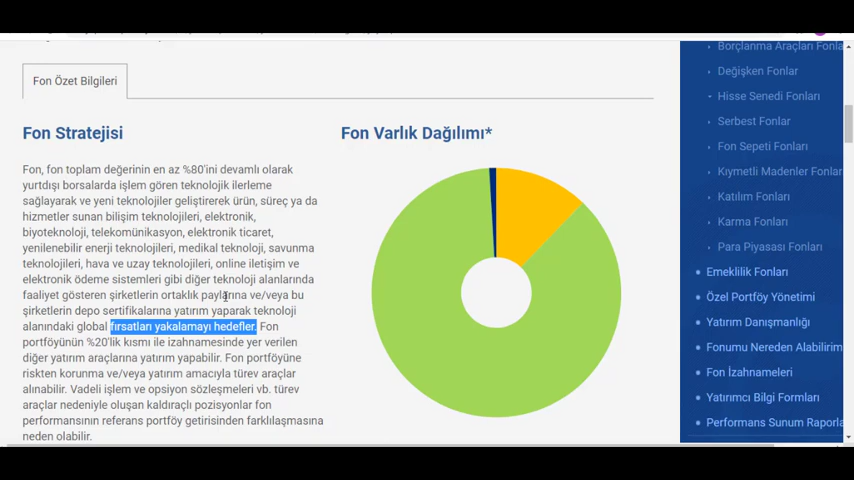 Fon Özet Bilgileri
Fon Stratejisi
Fon, fon toplam değerinin en az %80'ini devamlı olarak
yurtdışı borsalarda işlem gören teknolojik ilerleme
sağlayarak ve yeni teknolojiler geliştirerek ürün, süreç ya da
hizmetler sunan bilişim teknolojileri, elektronik,
biyoteknoloji, telekomünikasyon, elektronik ticaret,
yenilenebilir enerji teknolojileri, medikal teknoloji, savunma
teknolojileri, hava ve uzay teknolojileri, online iletişim ve
elektronik ödeme sistemleri gibi diğer teknoloji alanlarında
faaliyet gösteren şirketlerin ortaklık paylarına ve/veya bu
şirketlerin depo sertifikalarına yatırım yaparak teknoloji
alanındaki global fırsatları yakalamayı hedefler. Fon
portföyünün %20'lik kısmı ile izahnamesinde yer verilen
diğer yatırım araçlarına yatırım yapabilir. Fon portföyüne
riskten korunma ve/veya yatırım amacıyla türev araçlar
alınabilir. Vadeli işlem ve opsiyon sözleşmeleri vb. türev
araçlar nedeniyle oluşan kaldıraçlı pozisyonlar fon
performansının referans portföy getirisinden farklılaşmasına
neden olabilir.
Fon Varlık Dağılımı*
Borçlanma Araçları Fonla
Değişken Fonlar
Hisse Senedi Fonları
Serbest Fonlar
Fon Sepeti Fonları
Kıymetli Madenler Fonlar
Katılım Fonları
Karma Fonları
Para Piyasası Fonları
Emeklilik Fonları
Özel Portföy Yönetimi
Yatırım Danışmanlığı
Fonumu Nereden Alabilirim
Fon İzahnameleri
Yatırımcı Bilgi Formları
Performans Sunum Raporla